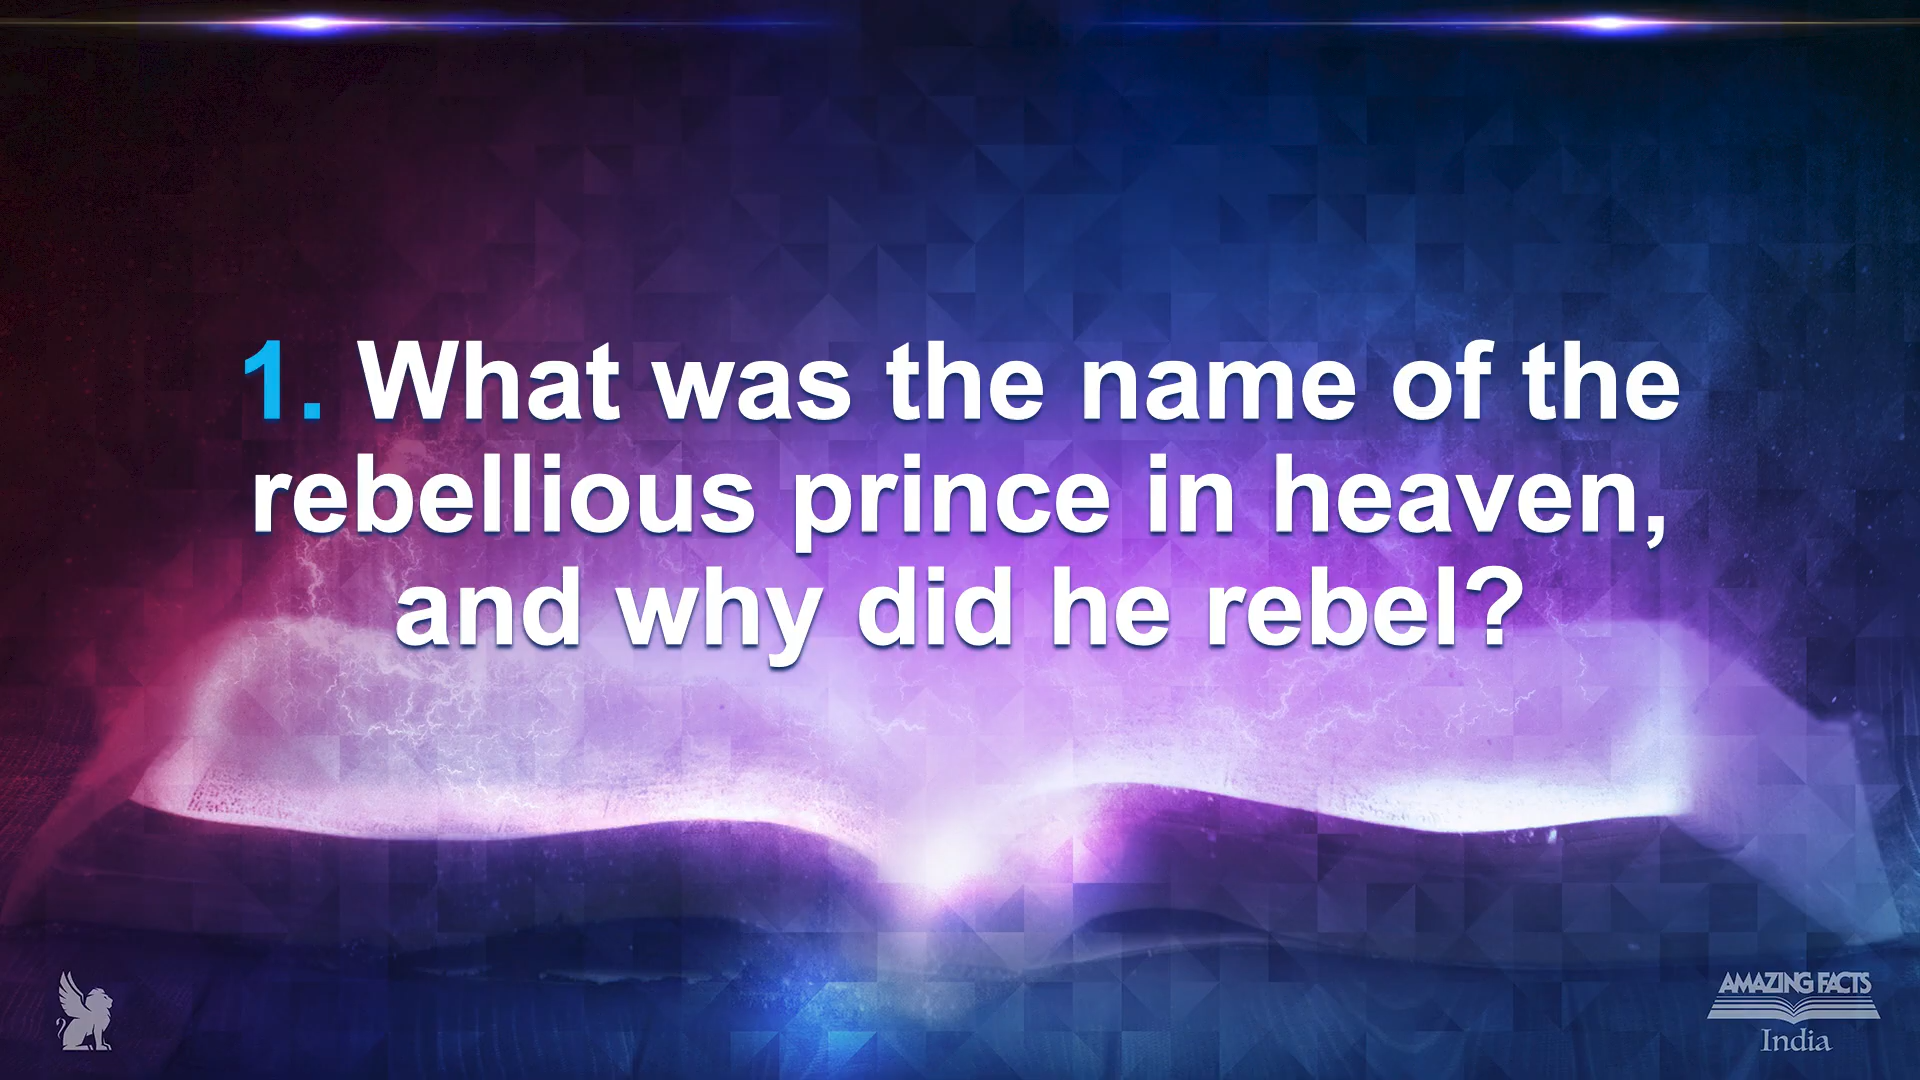 1. What was the name of the
rebellious prince in heaven,
and why did he rebel?
AMAZING FACTS
India